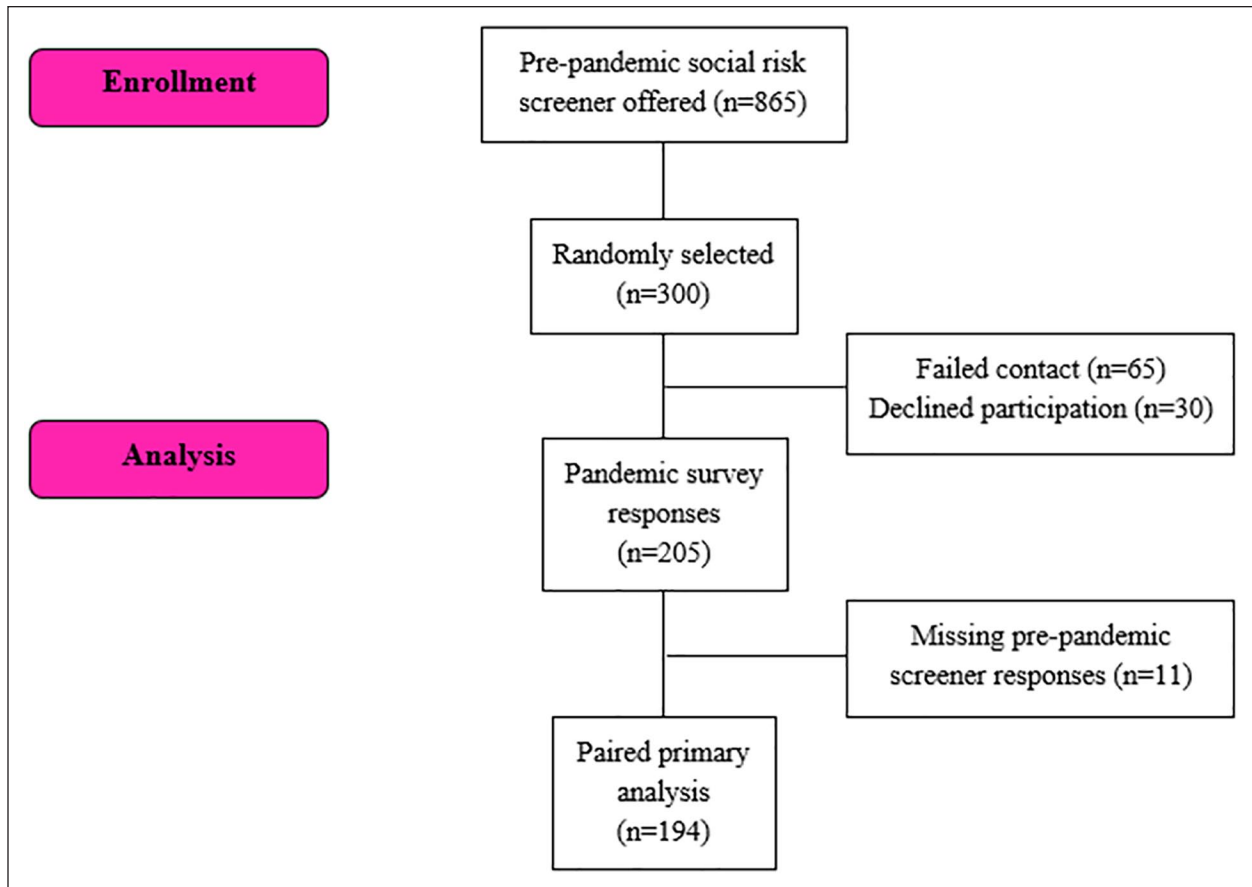 Enrollment
Pre-pandemic social risk
screener offered (n=865)
Randomly selected
(n=300)
Failed contact (n=65)
Declined participation (n=30)
Analysis
Pandemic survey
responses
(n=205)
Missing pre-pandemic
screener responses (n=11)
Paired primary
analysis
(n=194)